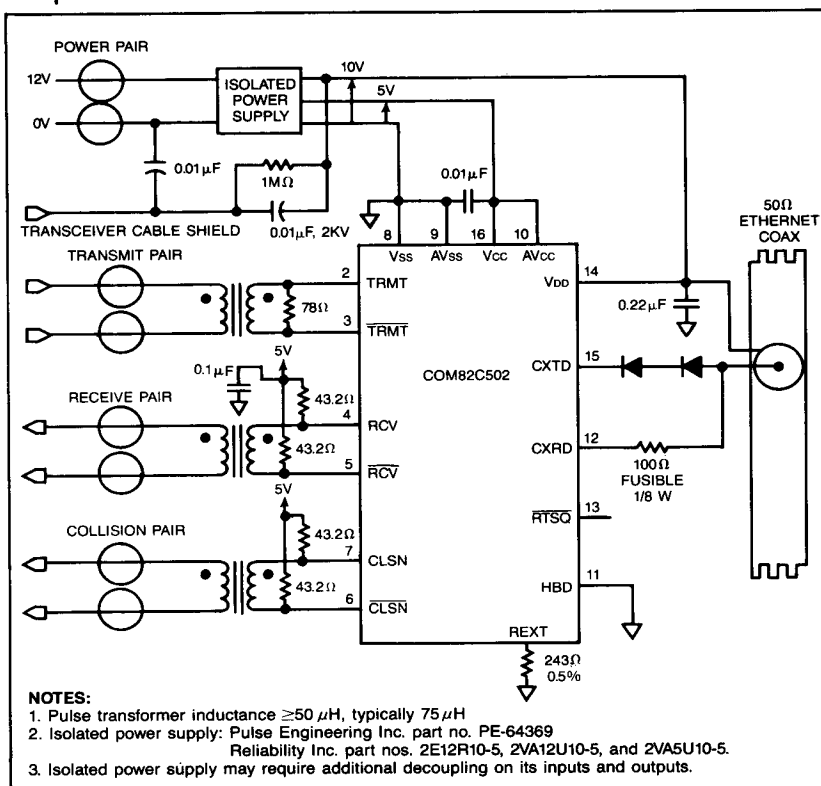 POWER PAIR
12V
0V
ISOLATED
POWER
SUPPLY
10V
5V
0.01μF
1MΩ
0.01μF, 2KV
TRANSCEIVER CABLE SHIELD
0.01μF
8
9
16
10
VSS
AVSS
VCC
AVCC
50Ω
ETHERNET
COAX
TRANSMIT PAIR
78Ω
2
TRMT
3
T̅R̅M̅T̅
VDD
14
0.22μF
COM82C502
CXTD
15
0.1μF
5V
RECEIVE PAIR
43.2Ω
4
RCV
43.2Ω
5
R̅C̅V̅
CXRD
12
100Ω
FUSIBLE
1/8 W
5V
R̅T̅S̅Q̅
13
COLLISION PAIR
43.2Ω
7
CLSN
43.2Ω
6
C̅L̅S̅N̅
HBD
11
REXT
243Ω
0.5%
NOTES:
1. Pulse transformer inductance ≥50 μH, typically 75 μH
2. Isolated power supply: Pulse Engineering Inc. part no. PE-64369
Reliability Inc. part nos. 2E12R10-5, 2VA12U10-5, and 2VA5U10-5.
3. Isolated power supply may require additional decoupling on its inputs and outputs.